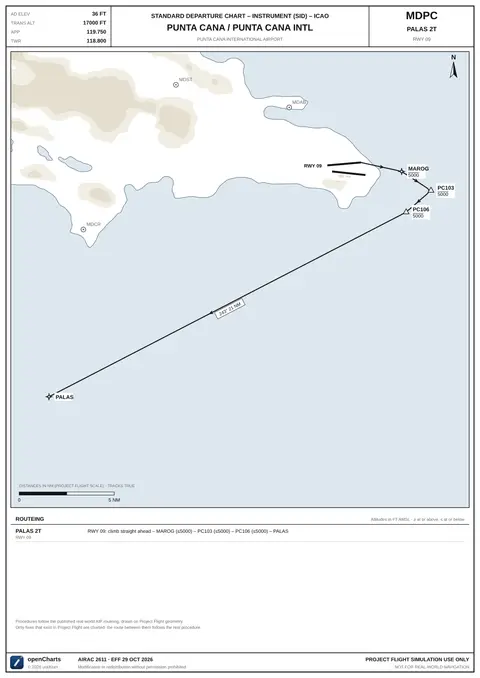 AD ELEV 36 FT
TRANS ALT 17000 FT
APP 119.750
TWR 118.800
STANDARD DEPARTURE CHART – INSTRUMENT (SID) – ICAO
PUNTA CANA / PUNTA CANA INTL
PUNTA CANA INTERNATIONAL AIRPORT
MDPC
PALAS 2T
RWY 09
N
MDST
MDAB
RWY 09
MAROG
5000
PC103
5000
PC106
5000
MDCR
243° 21 NM
PALAS
DISTANCES IN NM (PROJECT FLIGHT SCALE) · TRACKS TRUE
0 5 NM
ROUTEING
Altitudes in FT AMSL · ≥ at or above, ≤ at or below
PALAS 2T
RWY 09
RWY 09: climb straight ahead – MAROG (≤5000) – PC103 (≤5000) – PC106 (≤5000) – PALAS
Procedures follow the published real-world AIP routeing, drawn on Project Flight geometry.
Only fixes that exist in Project Flight are charted; the route between them follows the real procedure.
openCharts
AIRAC 2611 · EFF 29 OCT 2026
Modification or redistribution without permission prohibited
PROJECT FLIGHT SIMULATION USE ONLY
NOT FOR REAL WORLD NAVIGATION